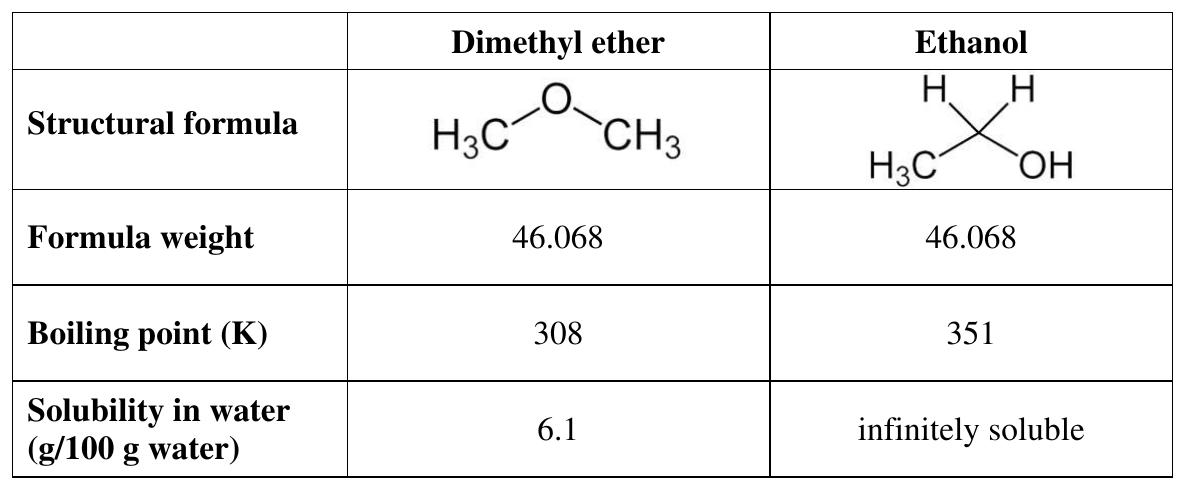 Dimethyl ether Ethanol
Structural formula
H₃C O CH₃
H H
H₃C OH
Formula weight 46.068 46.068
Boiling point (K) 308 351
Solubility in water
(g/100 g water) 6.1 infinitely soluble